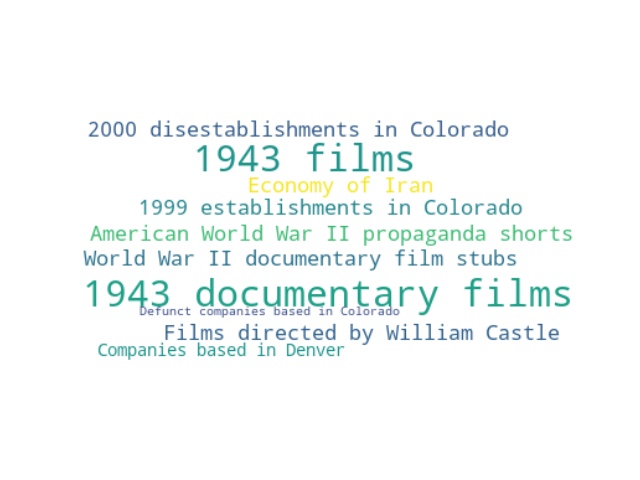 2000 disestablishments in Colorado
1943 films
Economy of Iran
1999 establishments in Colorado
American World War II propaganda shorts
World War II documentary film stubs
1943 documentary films
Defunct companies based in Colorado
Films directed by William Castle
Companies based in Denver